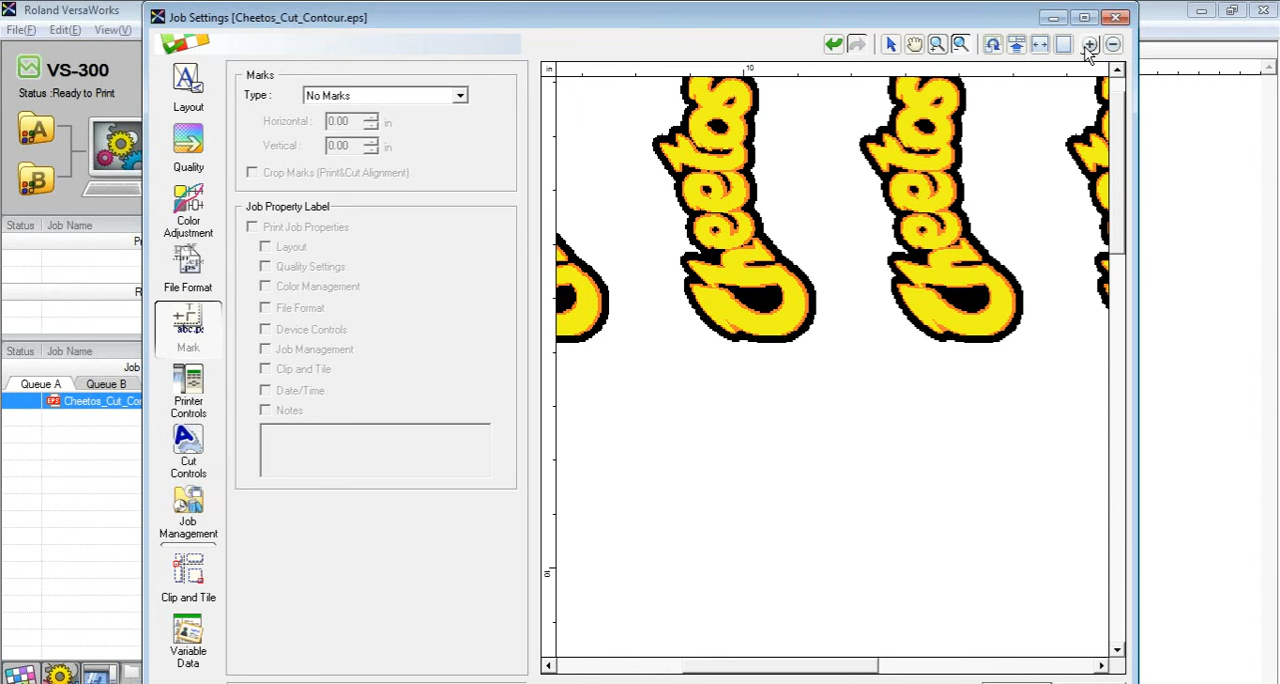 Roland VersaWorks
File(F) Edit(E) View(V)
VS-300
Status :Ready to Print
A
B
Status Job Name
Status Job Name
Job
Queue A Queue B
EPS Cheetos_Cut_Con
Job Settings [Cheetos_Cut_Contour.eps]
Layout
Quality
Color
Adjustment
File Format
Mark
Printer
Controls
Cut
Controls
Job
Management
Clip and Tile
Variable
Data
Marks
Type : No Marks
Horizontal : 0.00 in
Vertical : 0.00 in
Crop Marks (Print&Cut Alignment)
Job Property Label
Print Job Properties
Layout
Quality Settings
Color Management
File Format
Device Controls
Job Management
Clip and Tile
Date/Time
Notes
in 10
10
Cheetos
Cheetos